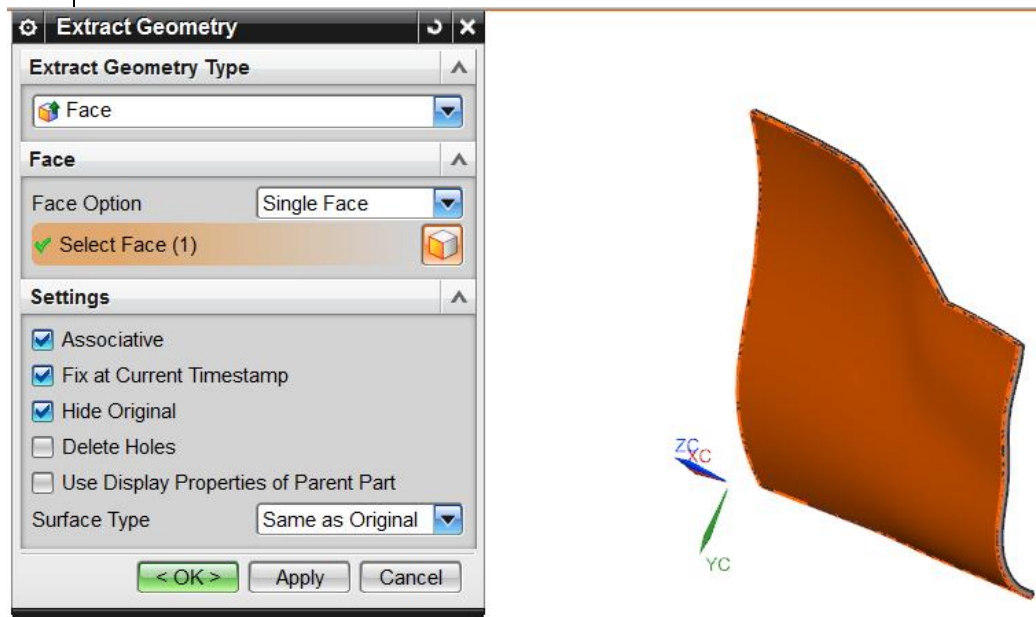 Extract Geometry
Extract Geometry Type
Face
Face
Face Option Single Face
Select Face (1)
Settings
Associative
Fix at Current Timestamp
Hide Original
Delete Holes
Use Display Properties of Parent Part
Surface Type Same as Original
< OK > Apply Cancel
ZC
XC
YC